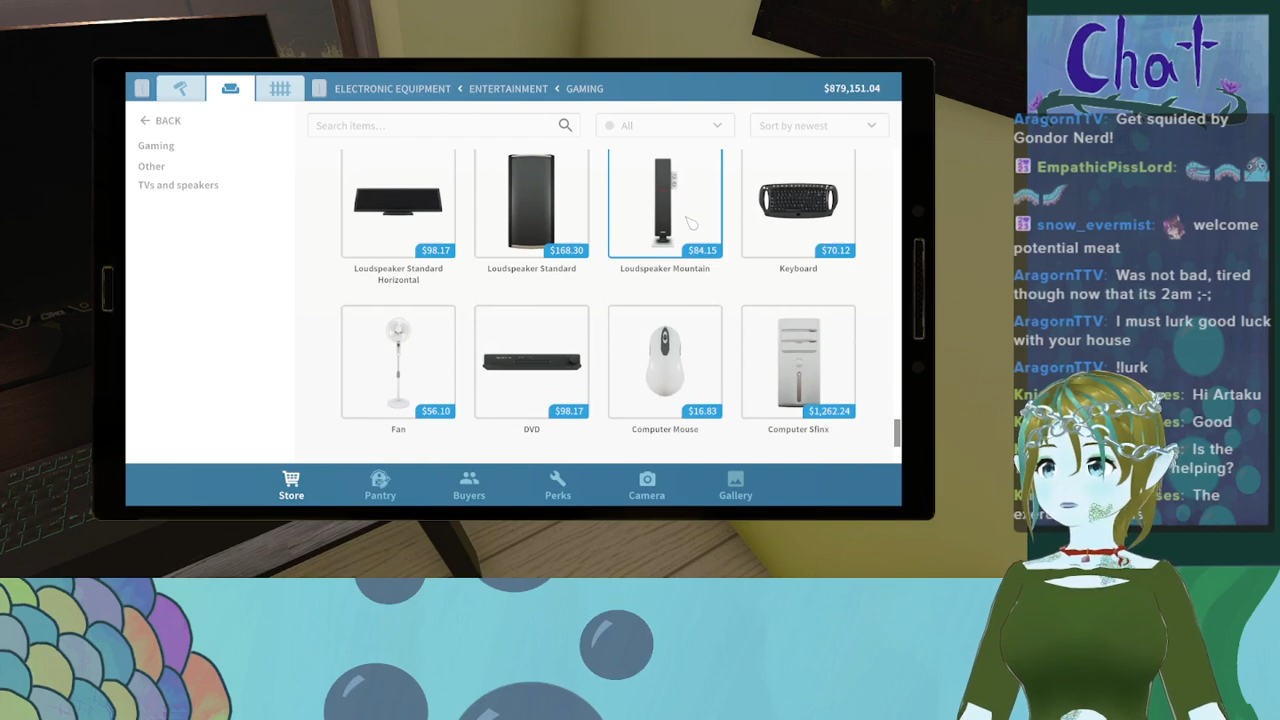 ELECTRONIC EQUIPMENT < ENTERTAINMENT < GAMING
$879,151.04
BACK
Gaming
Other
TVs and speakers
Search items...
All
Sort by newest
$98.17
$168.30
$84.15
$70.12
Loudspeaker Standard
Horizontal
Loudspeaker Standard
Loudspeaker Mountain
Keyboard
$56.10
$98.17
$16.83
$1,262.24
Fan
DVD
Computer Mouse
Computer Sfinx
Store
Pantry
Buyers
Perks
Camera
Gallery
Chat
AragornTTV: Get squided by
Gondor Nerd!
EmpathicPissLord:
snow_evermist: welcome
potential meat
AragornTTV: Was not bad, tired
though now that its 2am ;-;
AragornTTV: I must lurk good luck
with your house
AragornTTV: !lurk
Hi Artaku
Good
Is the
helping?
The